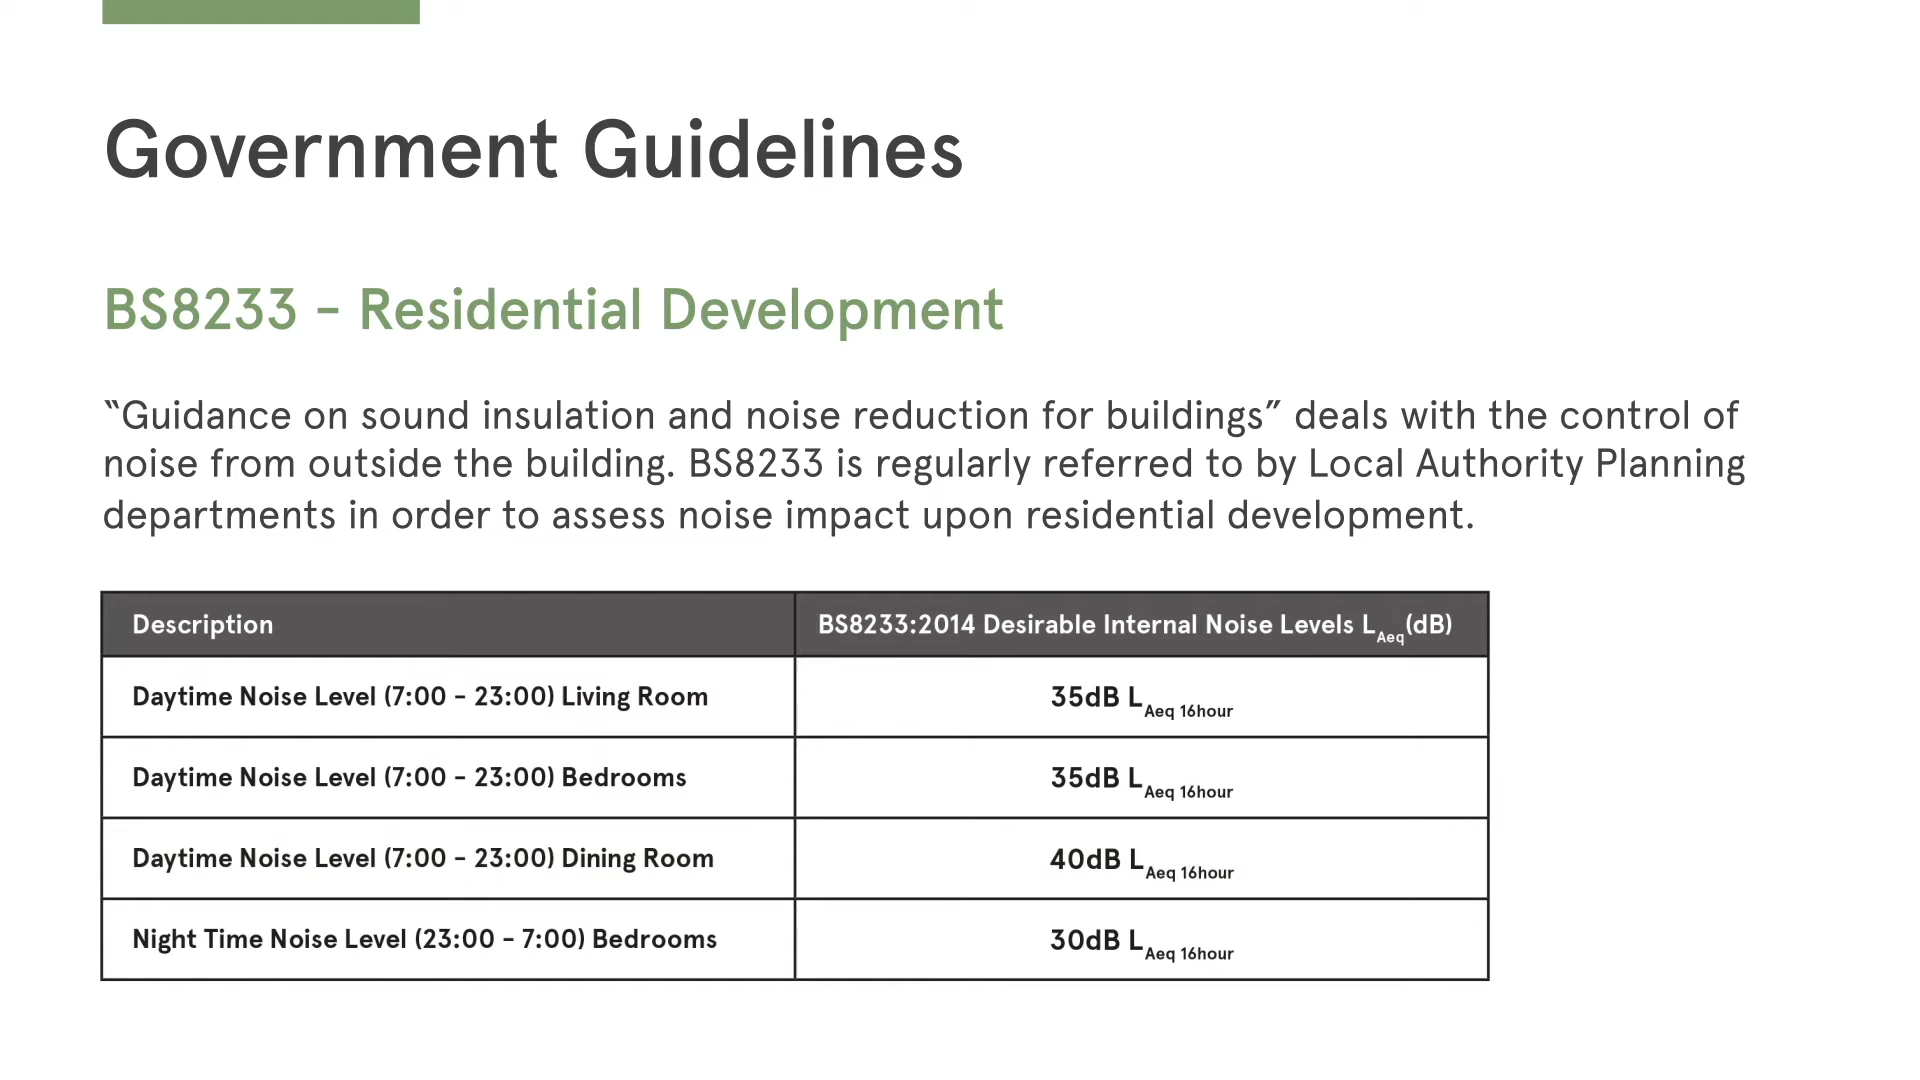 Government Guidelines
BS8233 - Residential Development
“Guidance on sound insulation and noise reduction for buildings” deals with the control of
noise from outside the building. BS8233 is regularly referred to by Local Authority Planning
departments in order to assess noise impact upon residential development.
Description BS8233:2014 Desirable Internal Noise Levels LAeq(dB)
Daytime Noise Level (7:00 - 23:00) Living Room 35dB LAeq 16hour
Daytime Noise Level (7:00 - 23:00) Bedrooms 35dB LAeq 16hour
Daytime Noise Level (7:00 - 23:00) Dining Room 40dB LAeq 16hour
Night Time Noise Level (23:00 - 7:00) Bedrooms 30dB LAeq 16hour